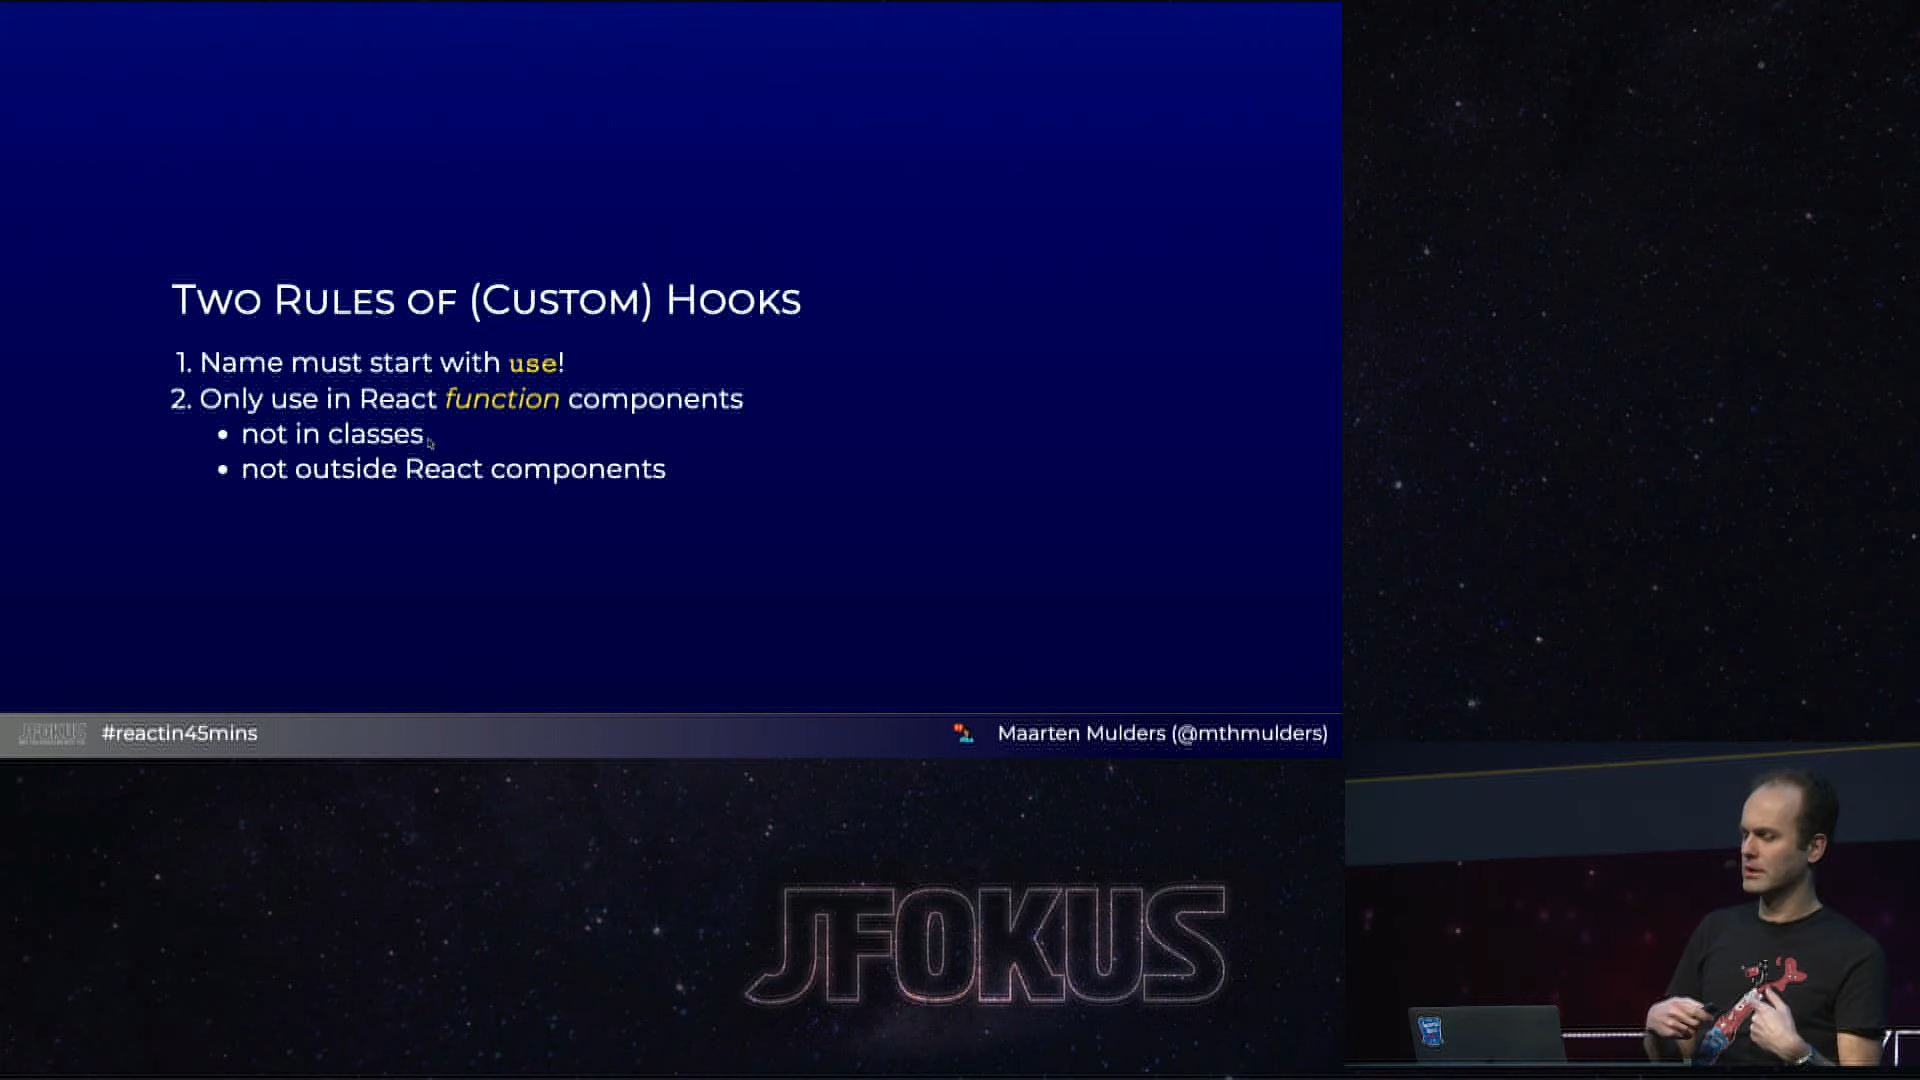 Two Rules of (Custom) Hooks
1. Name must start with use!
2. Only use in React function components
• not in classes
• not outside React components
JFOKUS #reactin45mins
Maarten Mulders (@mthmulders)
JFOKUS